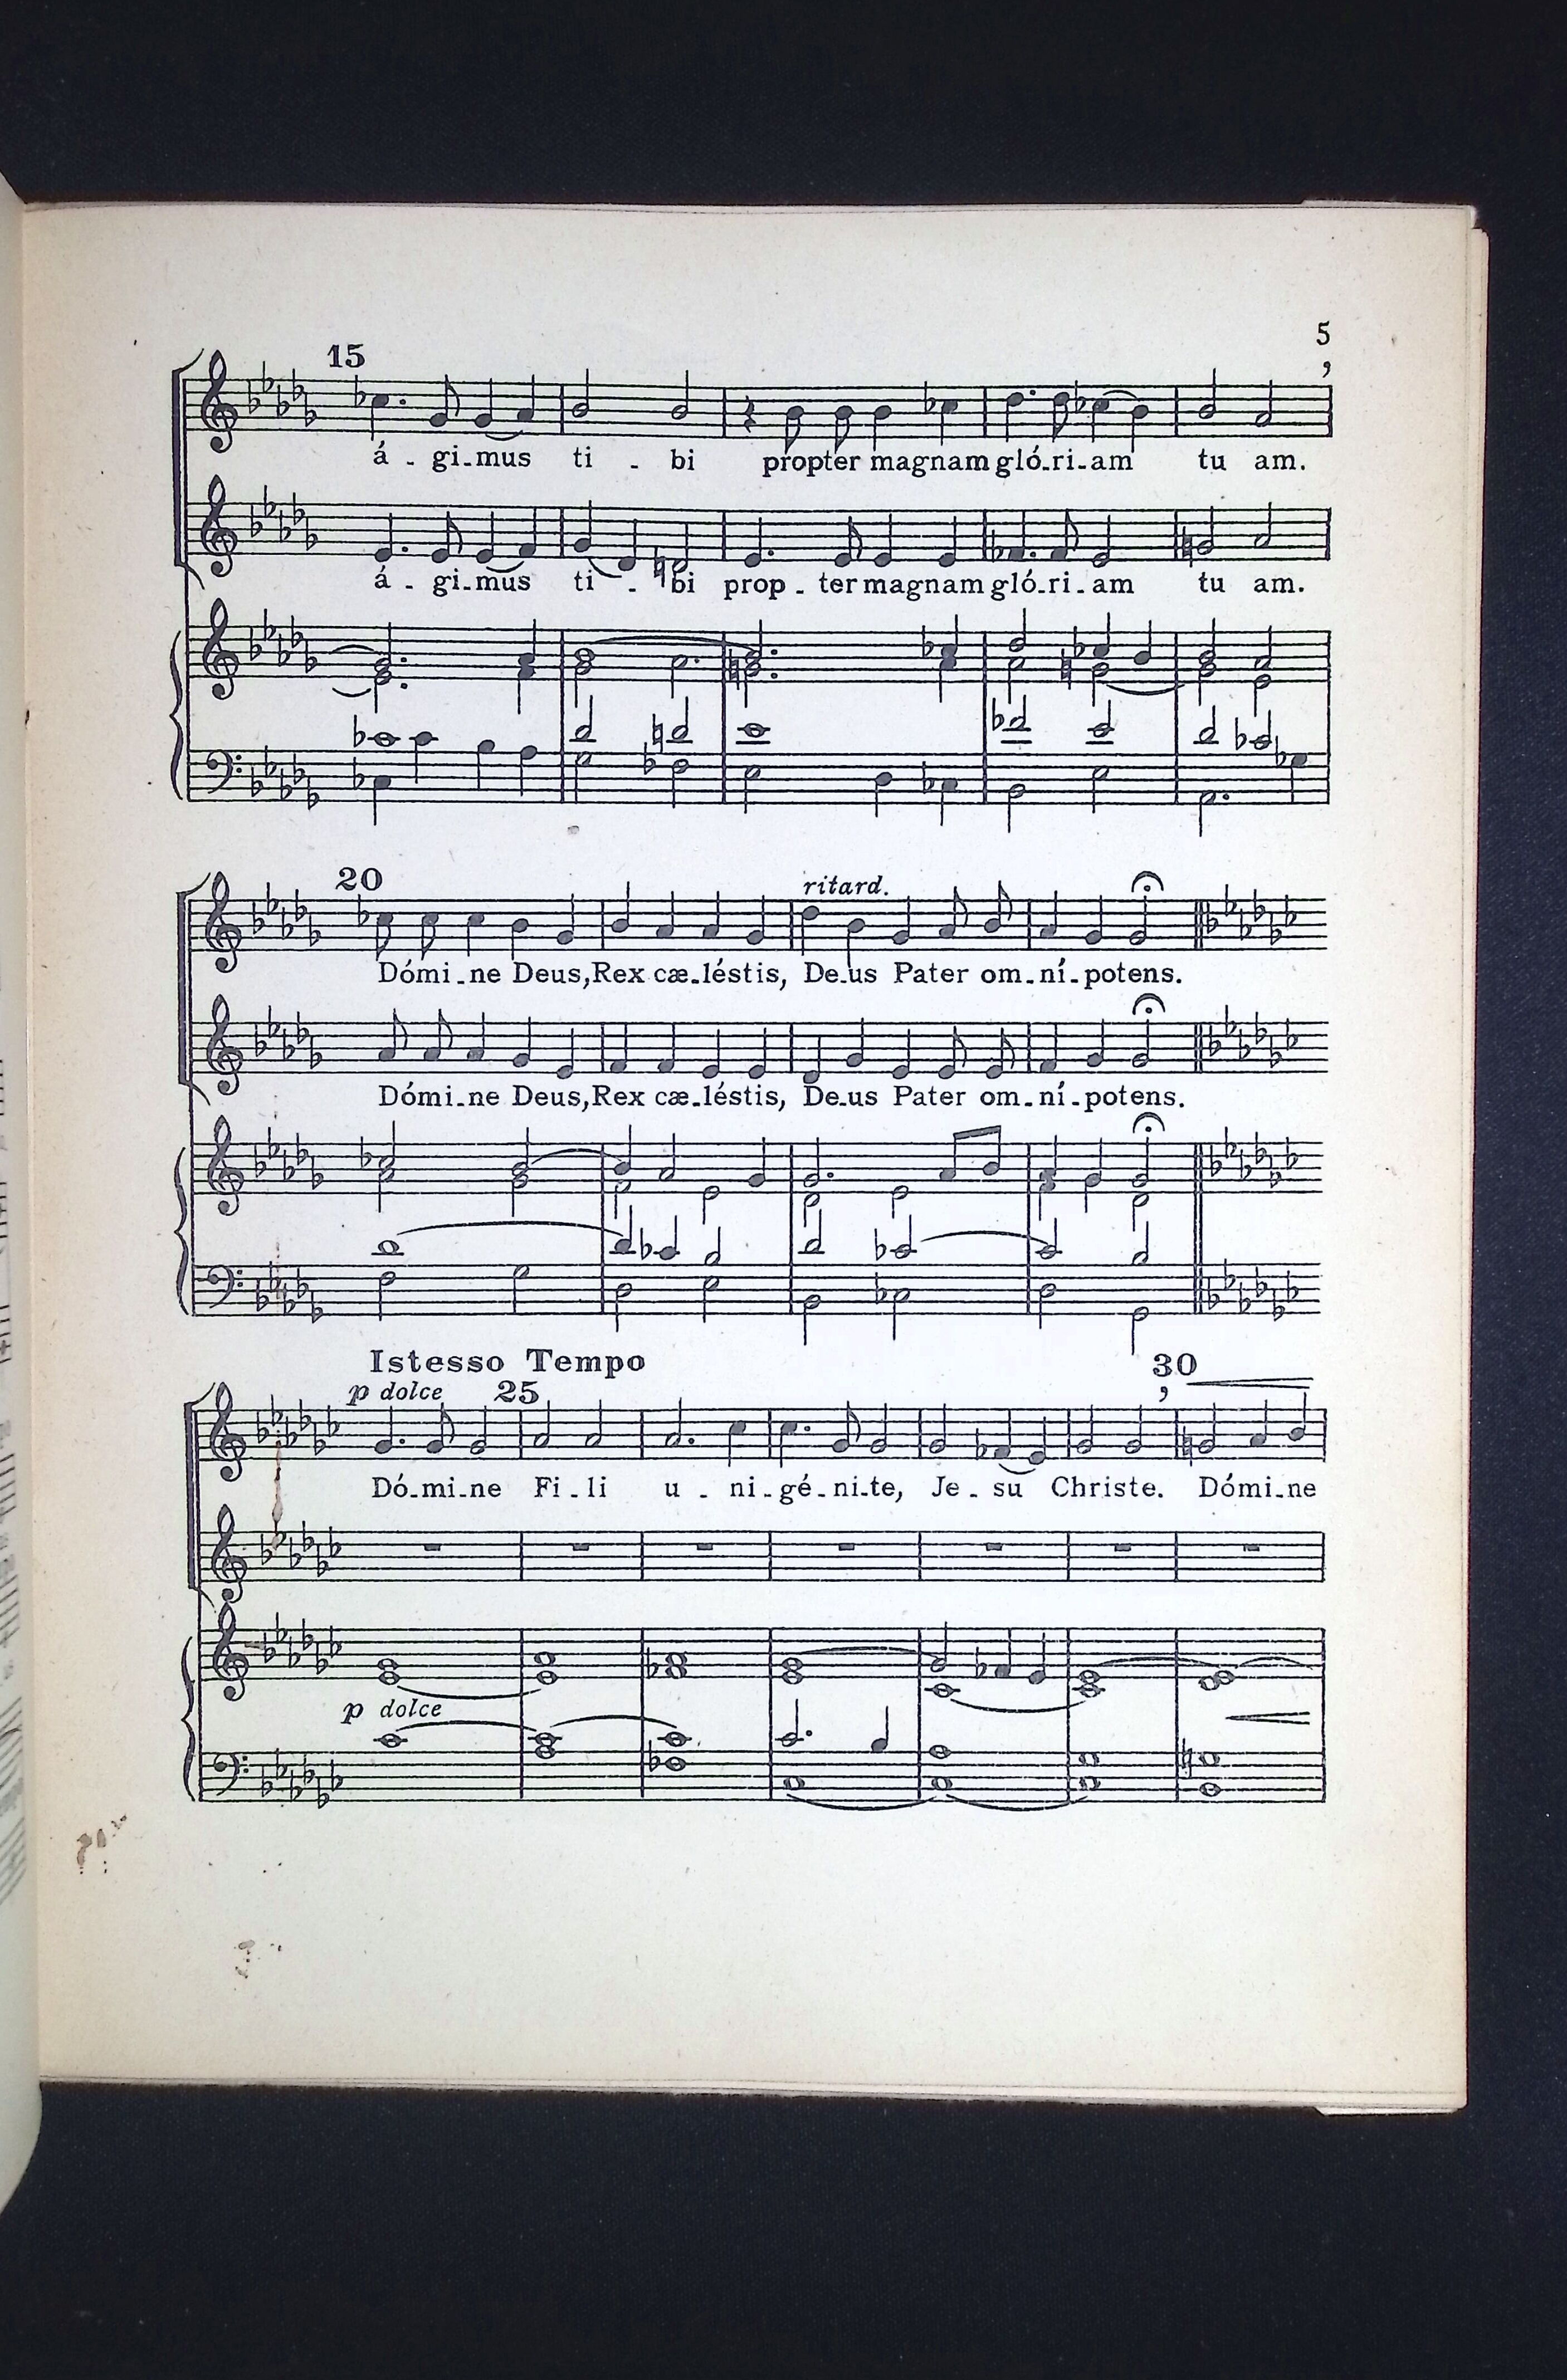 5
15
á - gi-mus ti - bi propter magnam gló-ri-am tu am.
á - gi-mus ti - bi prop - ter magnam gló-ri-am tu am.
20
ritard.
Dómi-ne Deus, Rex cæ-léstis, De-us Pater om-ní-potens.
Dómi-ne Deus, Rex cæ-léstis, De-us Pater om-ní-potens.
Istesso Tempo
30
p dolce 25
Dó-mi-ne Fi-li u - ni-gé-ni-te, Je - su Christe. Dómi-ne
p dolce